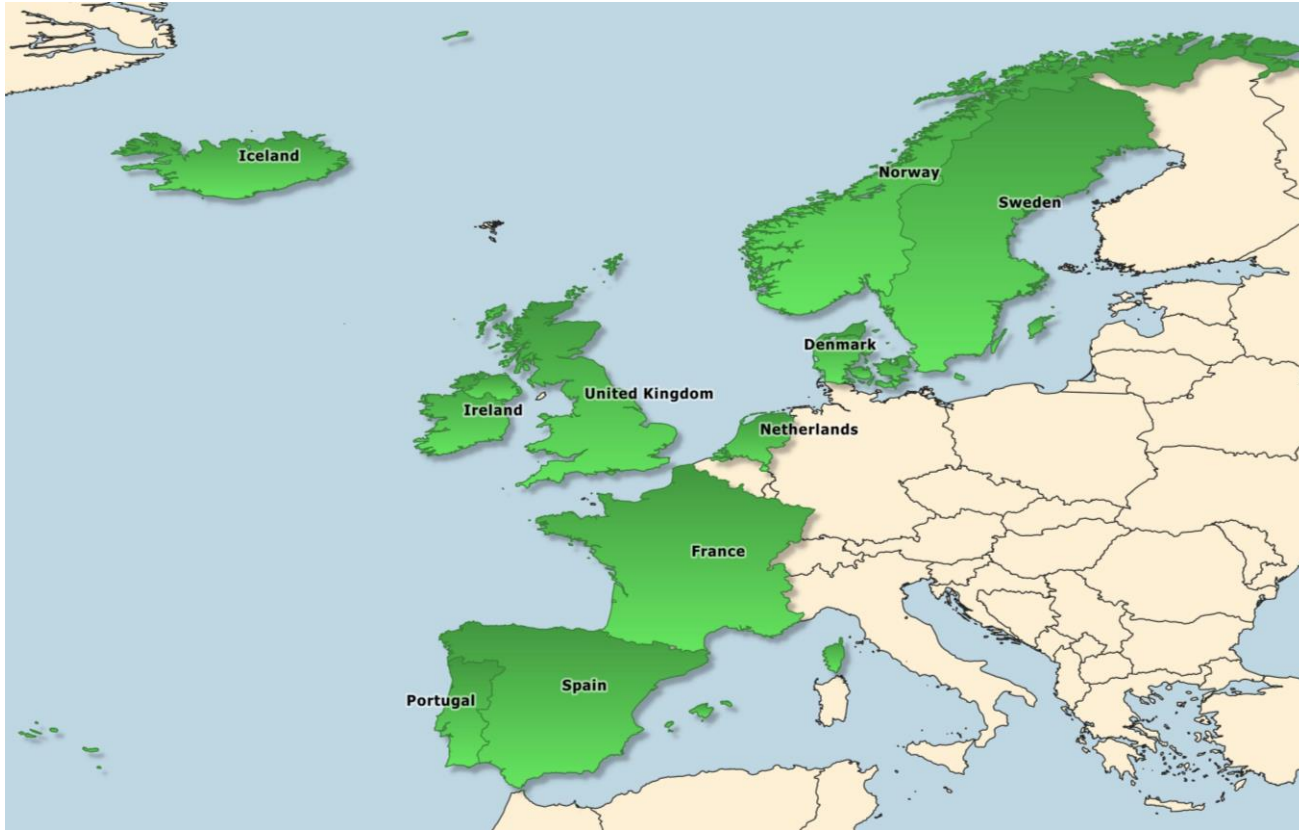 Iceland
Norway
Sweden
Denmark
United Kingdom
Ireland
Netherlands
France
Spain
Portugal